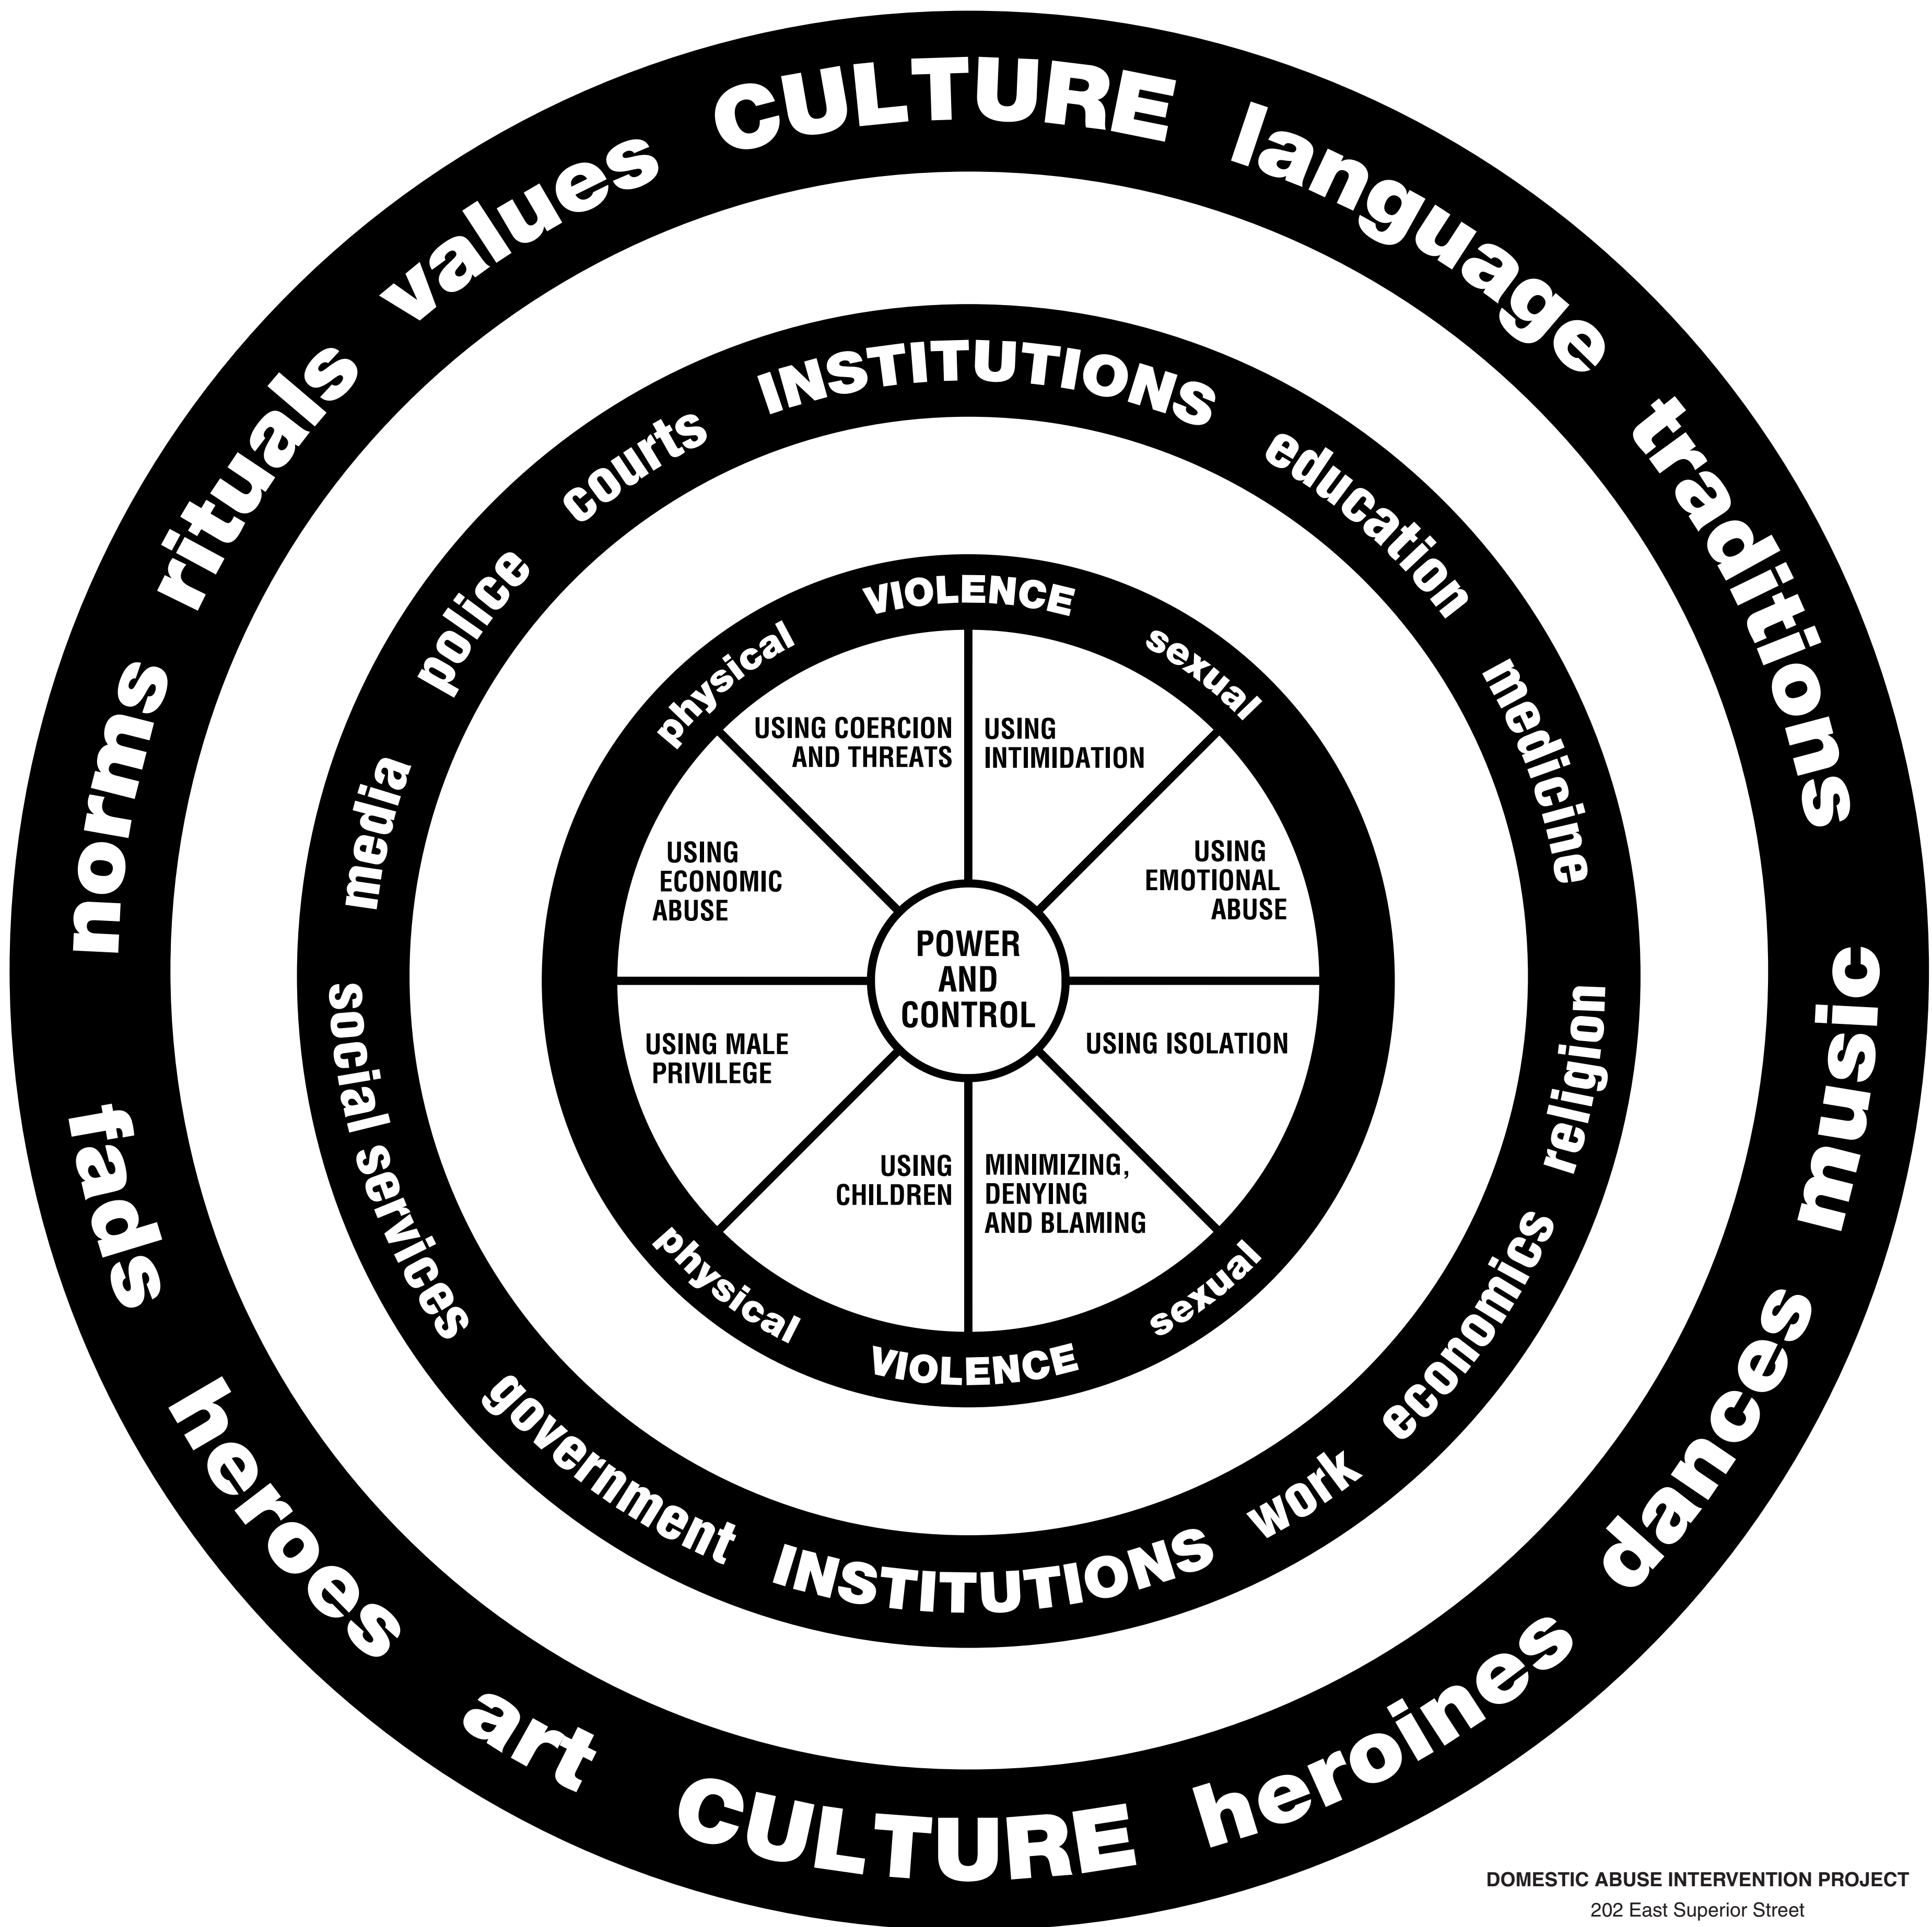 CULTURE
language
traditions
music
dances
heroines
CULTURE
art
heroes
fads
norms
rituals
values
INSTITUTIONS
education
medicine
religion
economics
work
INSTITUTIONS
government
social services
media
police
courts
VIOLENCE
sexual
sexual
VIOLENCE
physical
physical
USING COERCION
AND THREATS
USING
INTIMIDATION
USING
EMOTIONAL
ABUSE
USING ISOLATION
MINIMIZING,
DENYING
AND BLAMING
USING
CHILDREN
USING MALE
PRIVILEGE
USING
ECONOMIC
ABUSE
POWER
AND
CONTROL
DOMESTIC ABUSE INTERVENTION PROJECT
202 East Superior Street